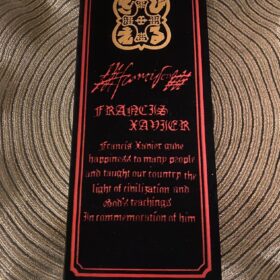 Francisco
FRANCIS
XAVIER
Francis Xavier gave
happiness to many people
and taught our country the
light of civilization and
God's teachings
In commemoration of him